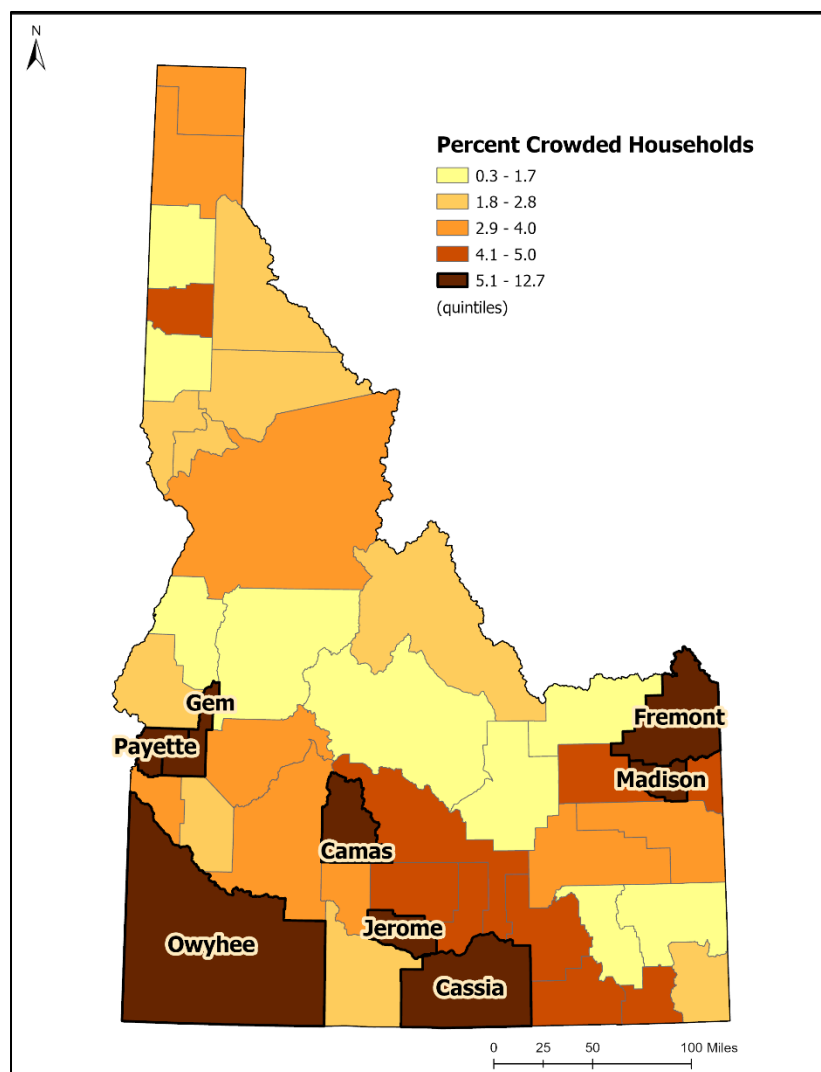 N
Percent Crowded Households
0.3 - 1.7
1.8 - 2.8
2.9 - 4.0
4.1 - 5.0
5.1 - 12.7
(quintiles)
Gem
Fremont
Payette
Madison
Camas
Jerome
Owyhee
Cassia
0 25 50 100 Miles